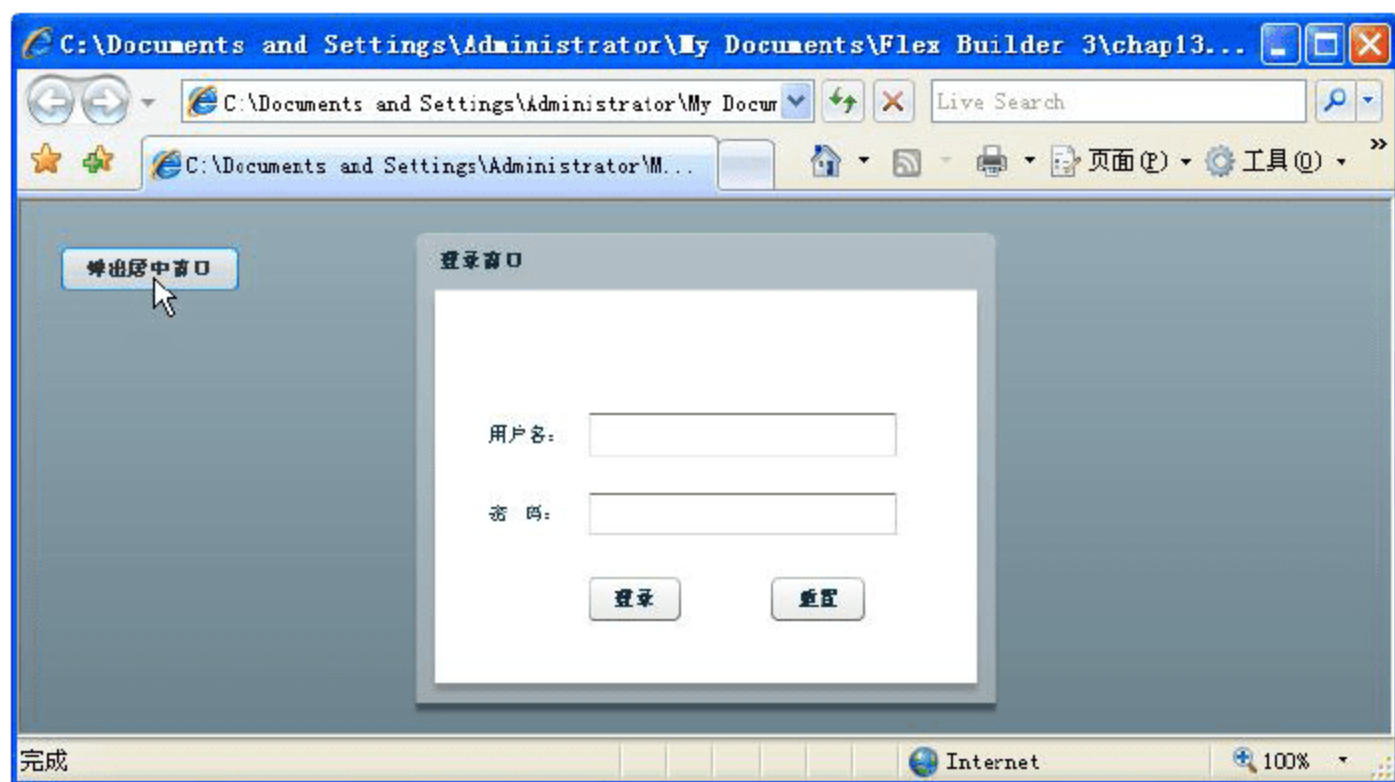 C:\Documents and Settings\Administrator\My Documents\Flex Builder 3\chap13...
C:\Documents and Settings\Administrator\My Docum
Live Search
C:\Documents and Settings\Administrator\M...
页面(P)
工具(O)
»
弹出居中窗口
登录窗口
用户名:
密 码:
登录
重置
完成
Internet
100%